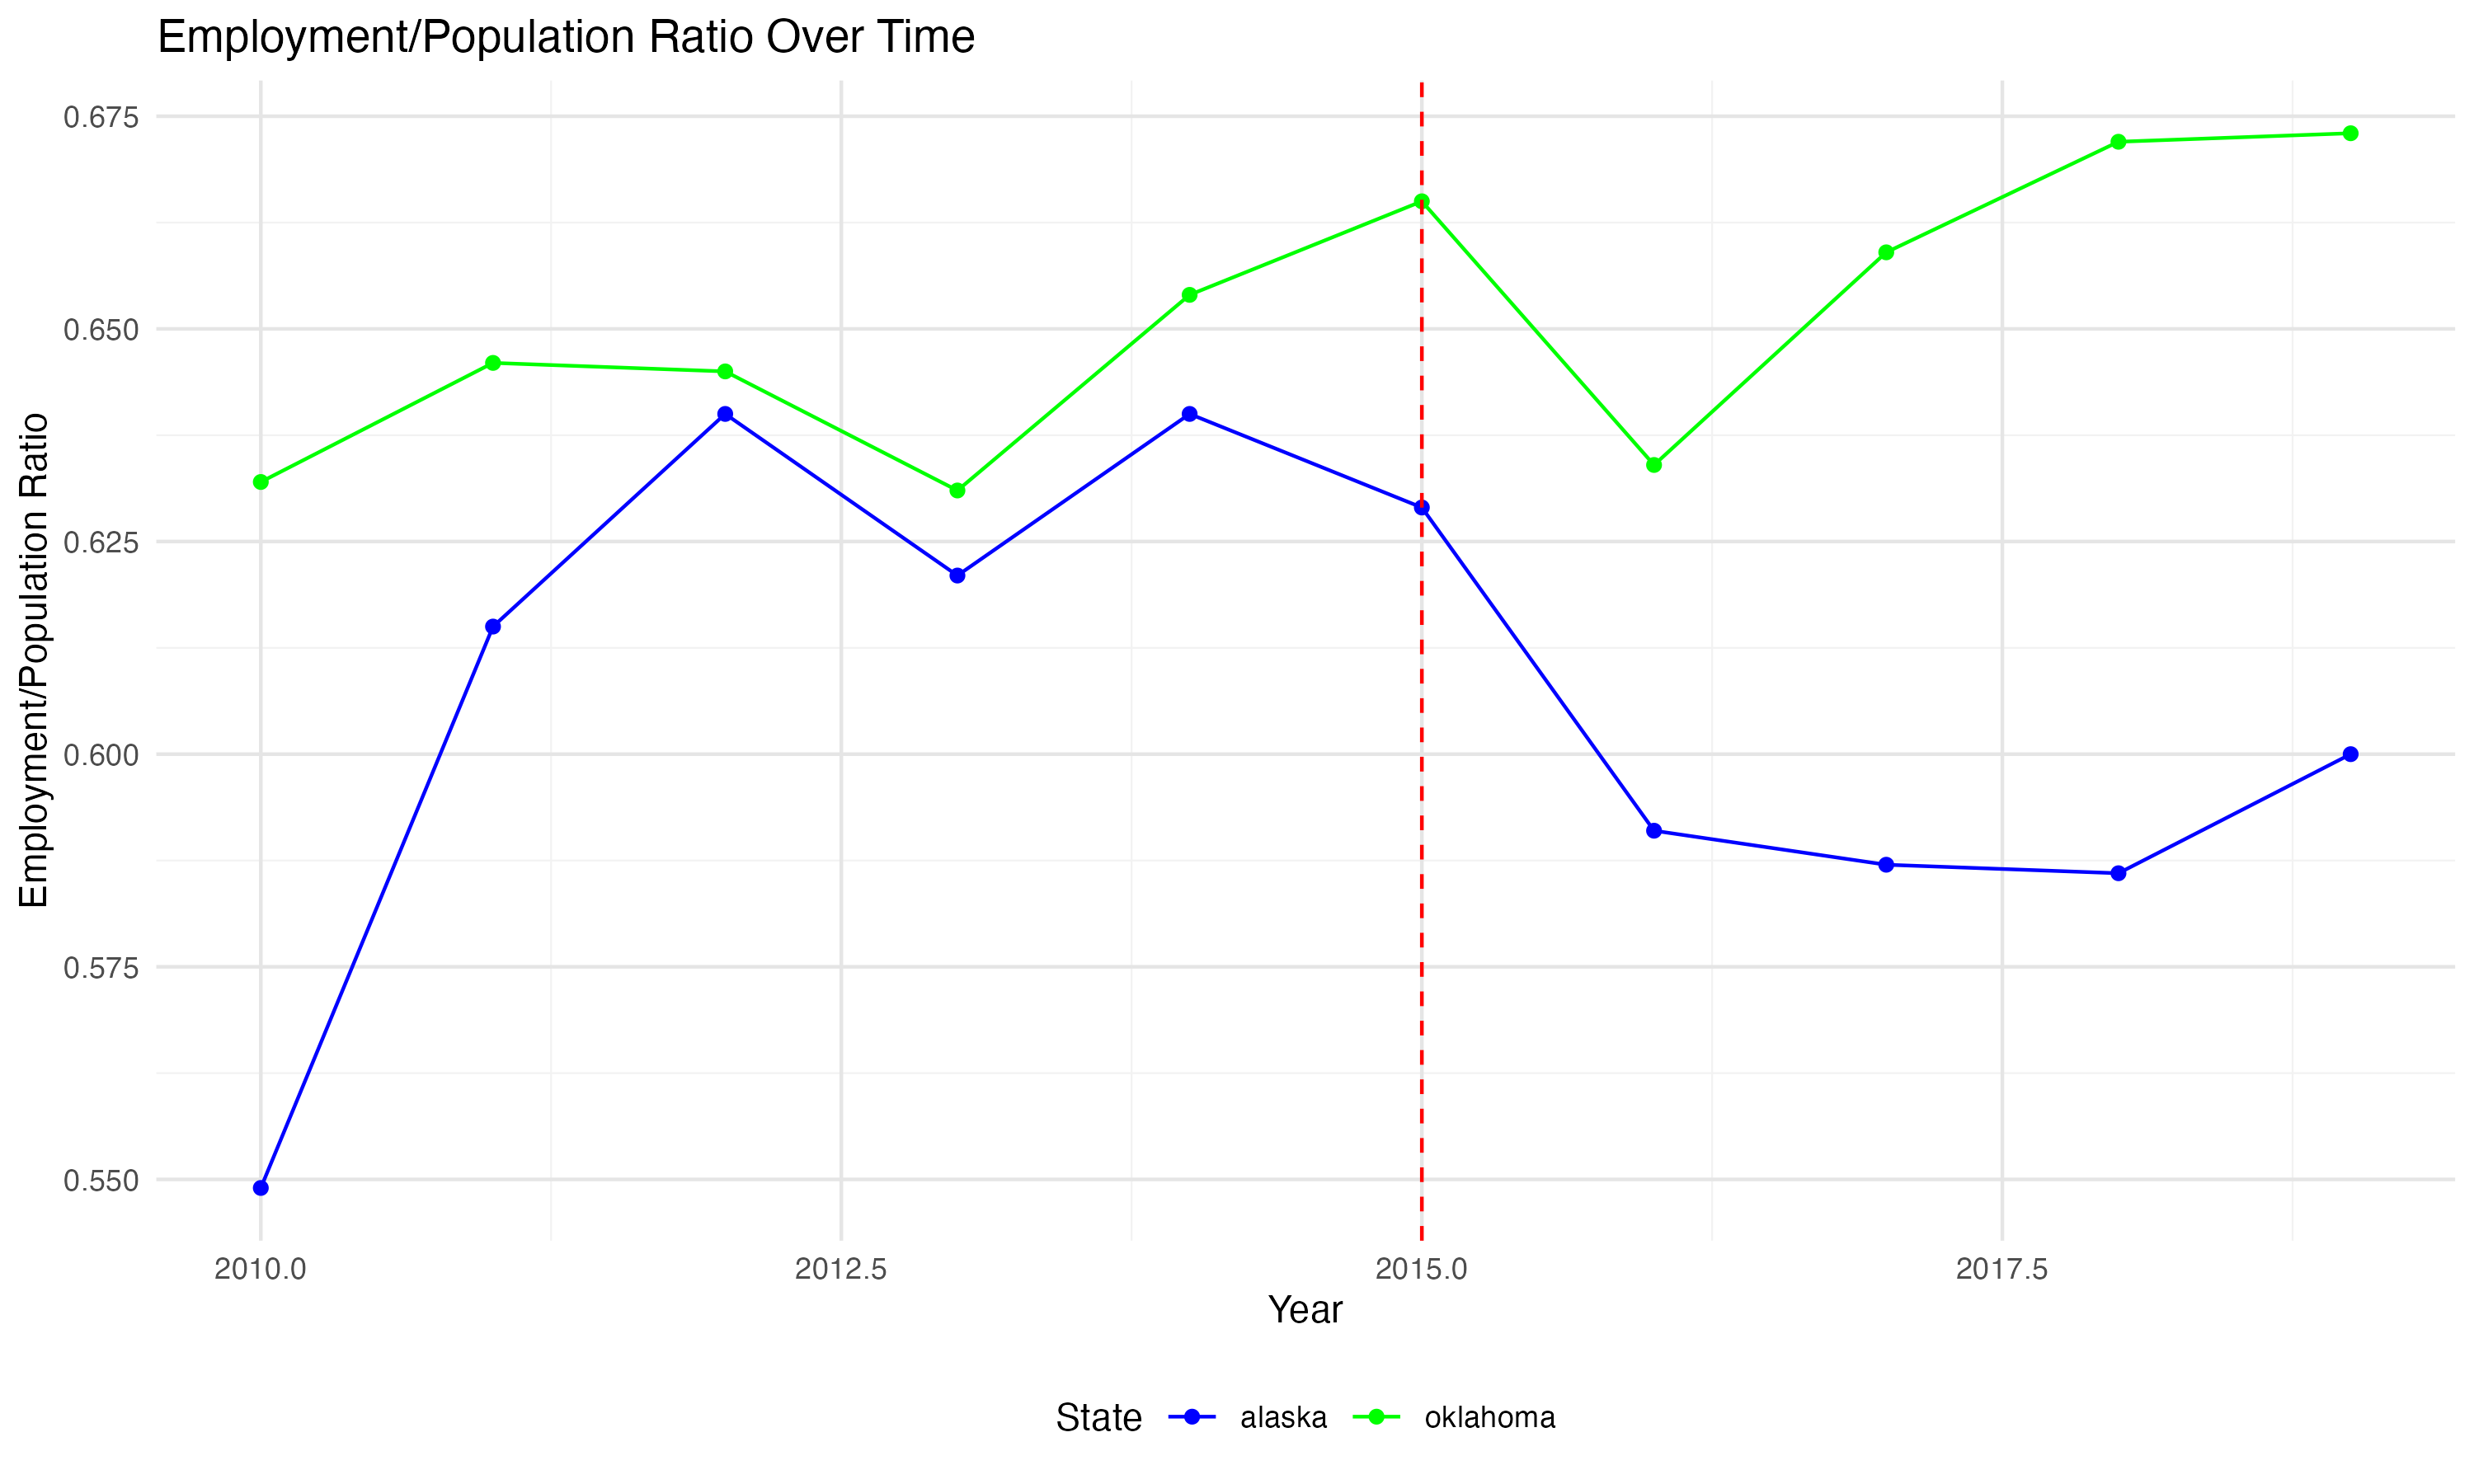 Employment/Population Ratio Over Time
Employment/Population Ratio
0.675
0.650
0.625
0.600
0.575
0.550
2010.0 2012.5 2015.0 2017.5
Year
State alaska oklahoma